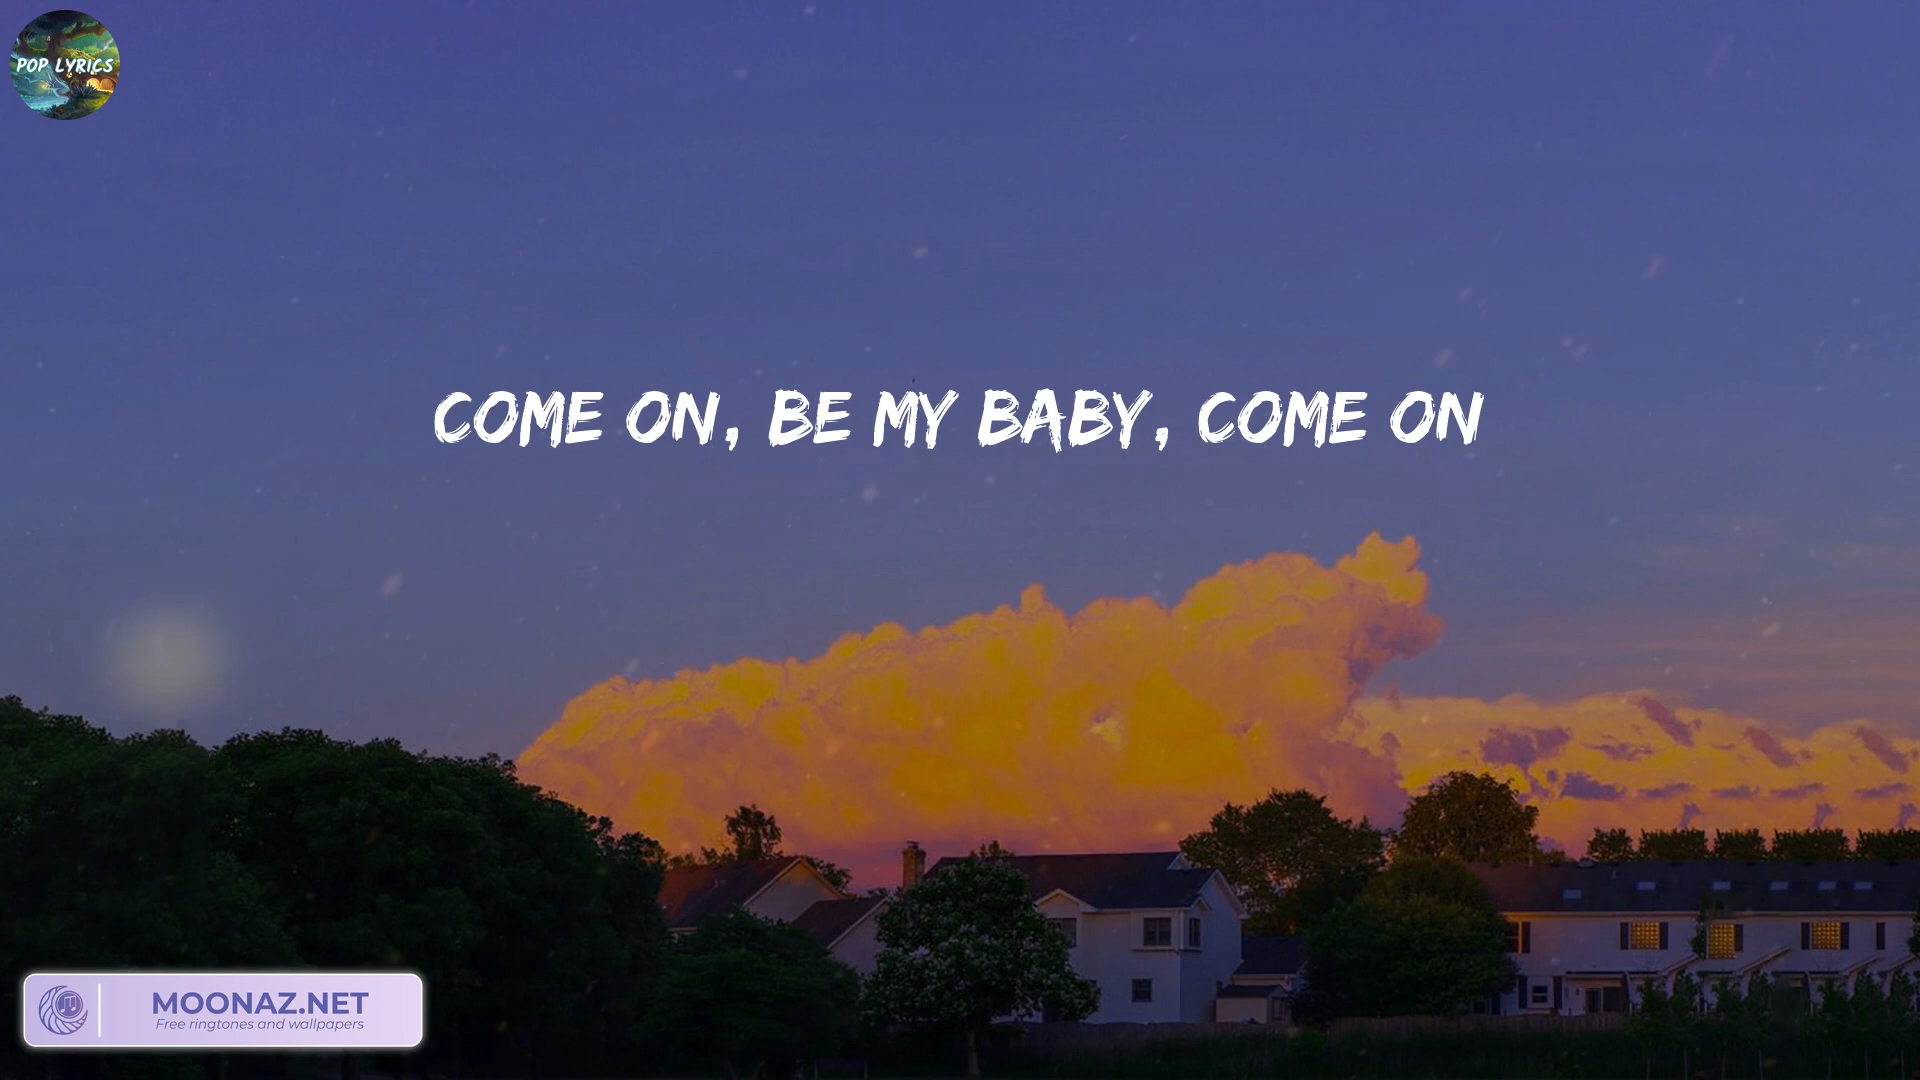 POP LYRICS
COME ON, BE MY BABY, COME ON
MOONAZ.NET
Free ringtones and wallpapers